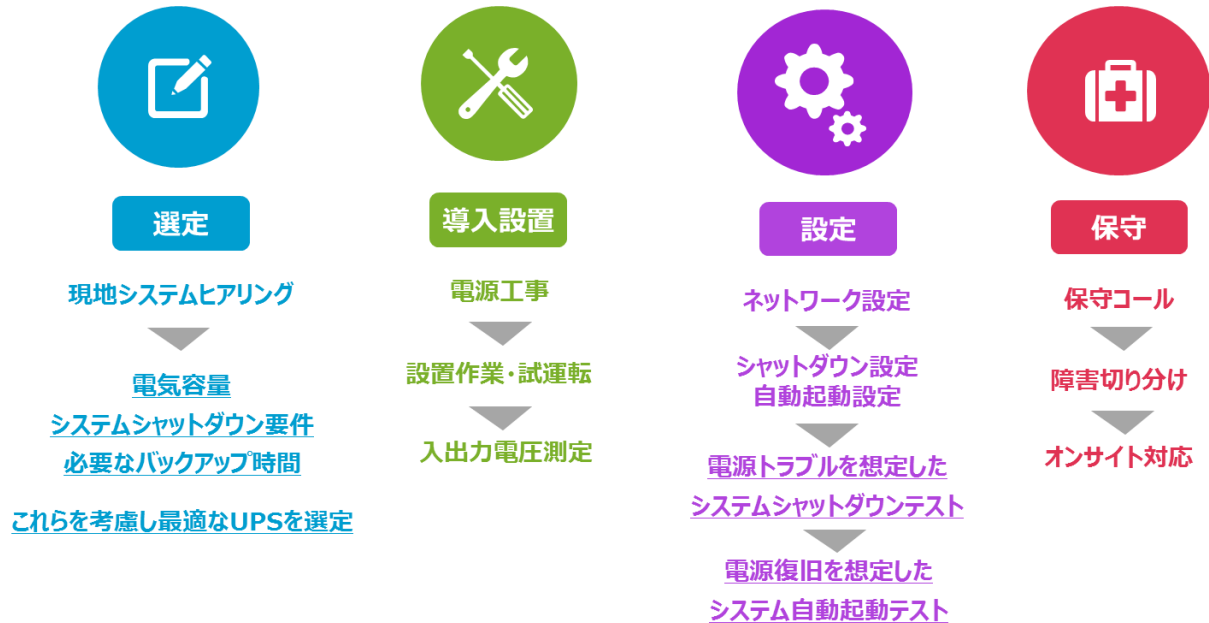 選定
現地システムヒアリング
電気容量
システムシャットダウン要件
必要なバックアップ時間
これらを考慮し最適なUPSを選定
導入設置
電源工事
設置作業・試運転
入出力電圧測定
設定
ネットワーク設定
シャットダウン設定
自動起動設定
電源トラブルを想定した
システムシャットダウンテスト
電源復旧を想定した
システム自動起動テスト
保守
保守コール
障害切り分け
オンサイト対応